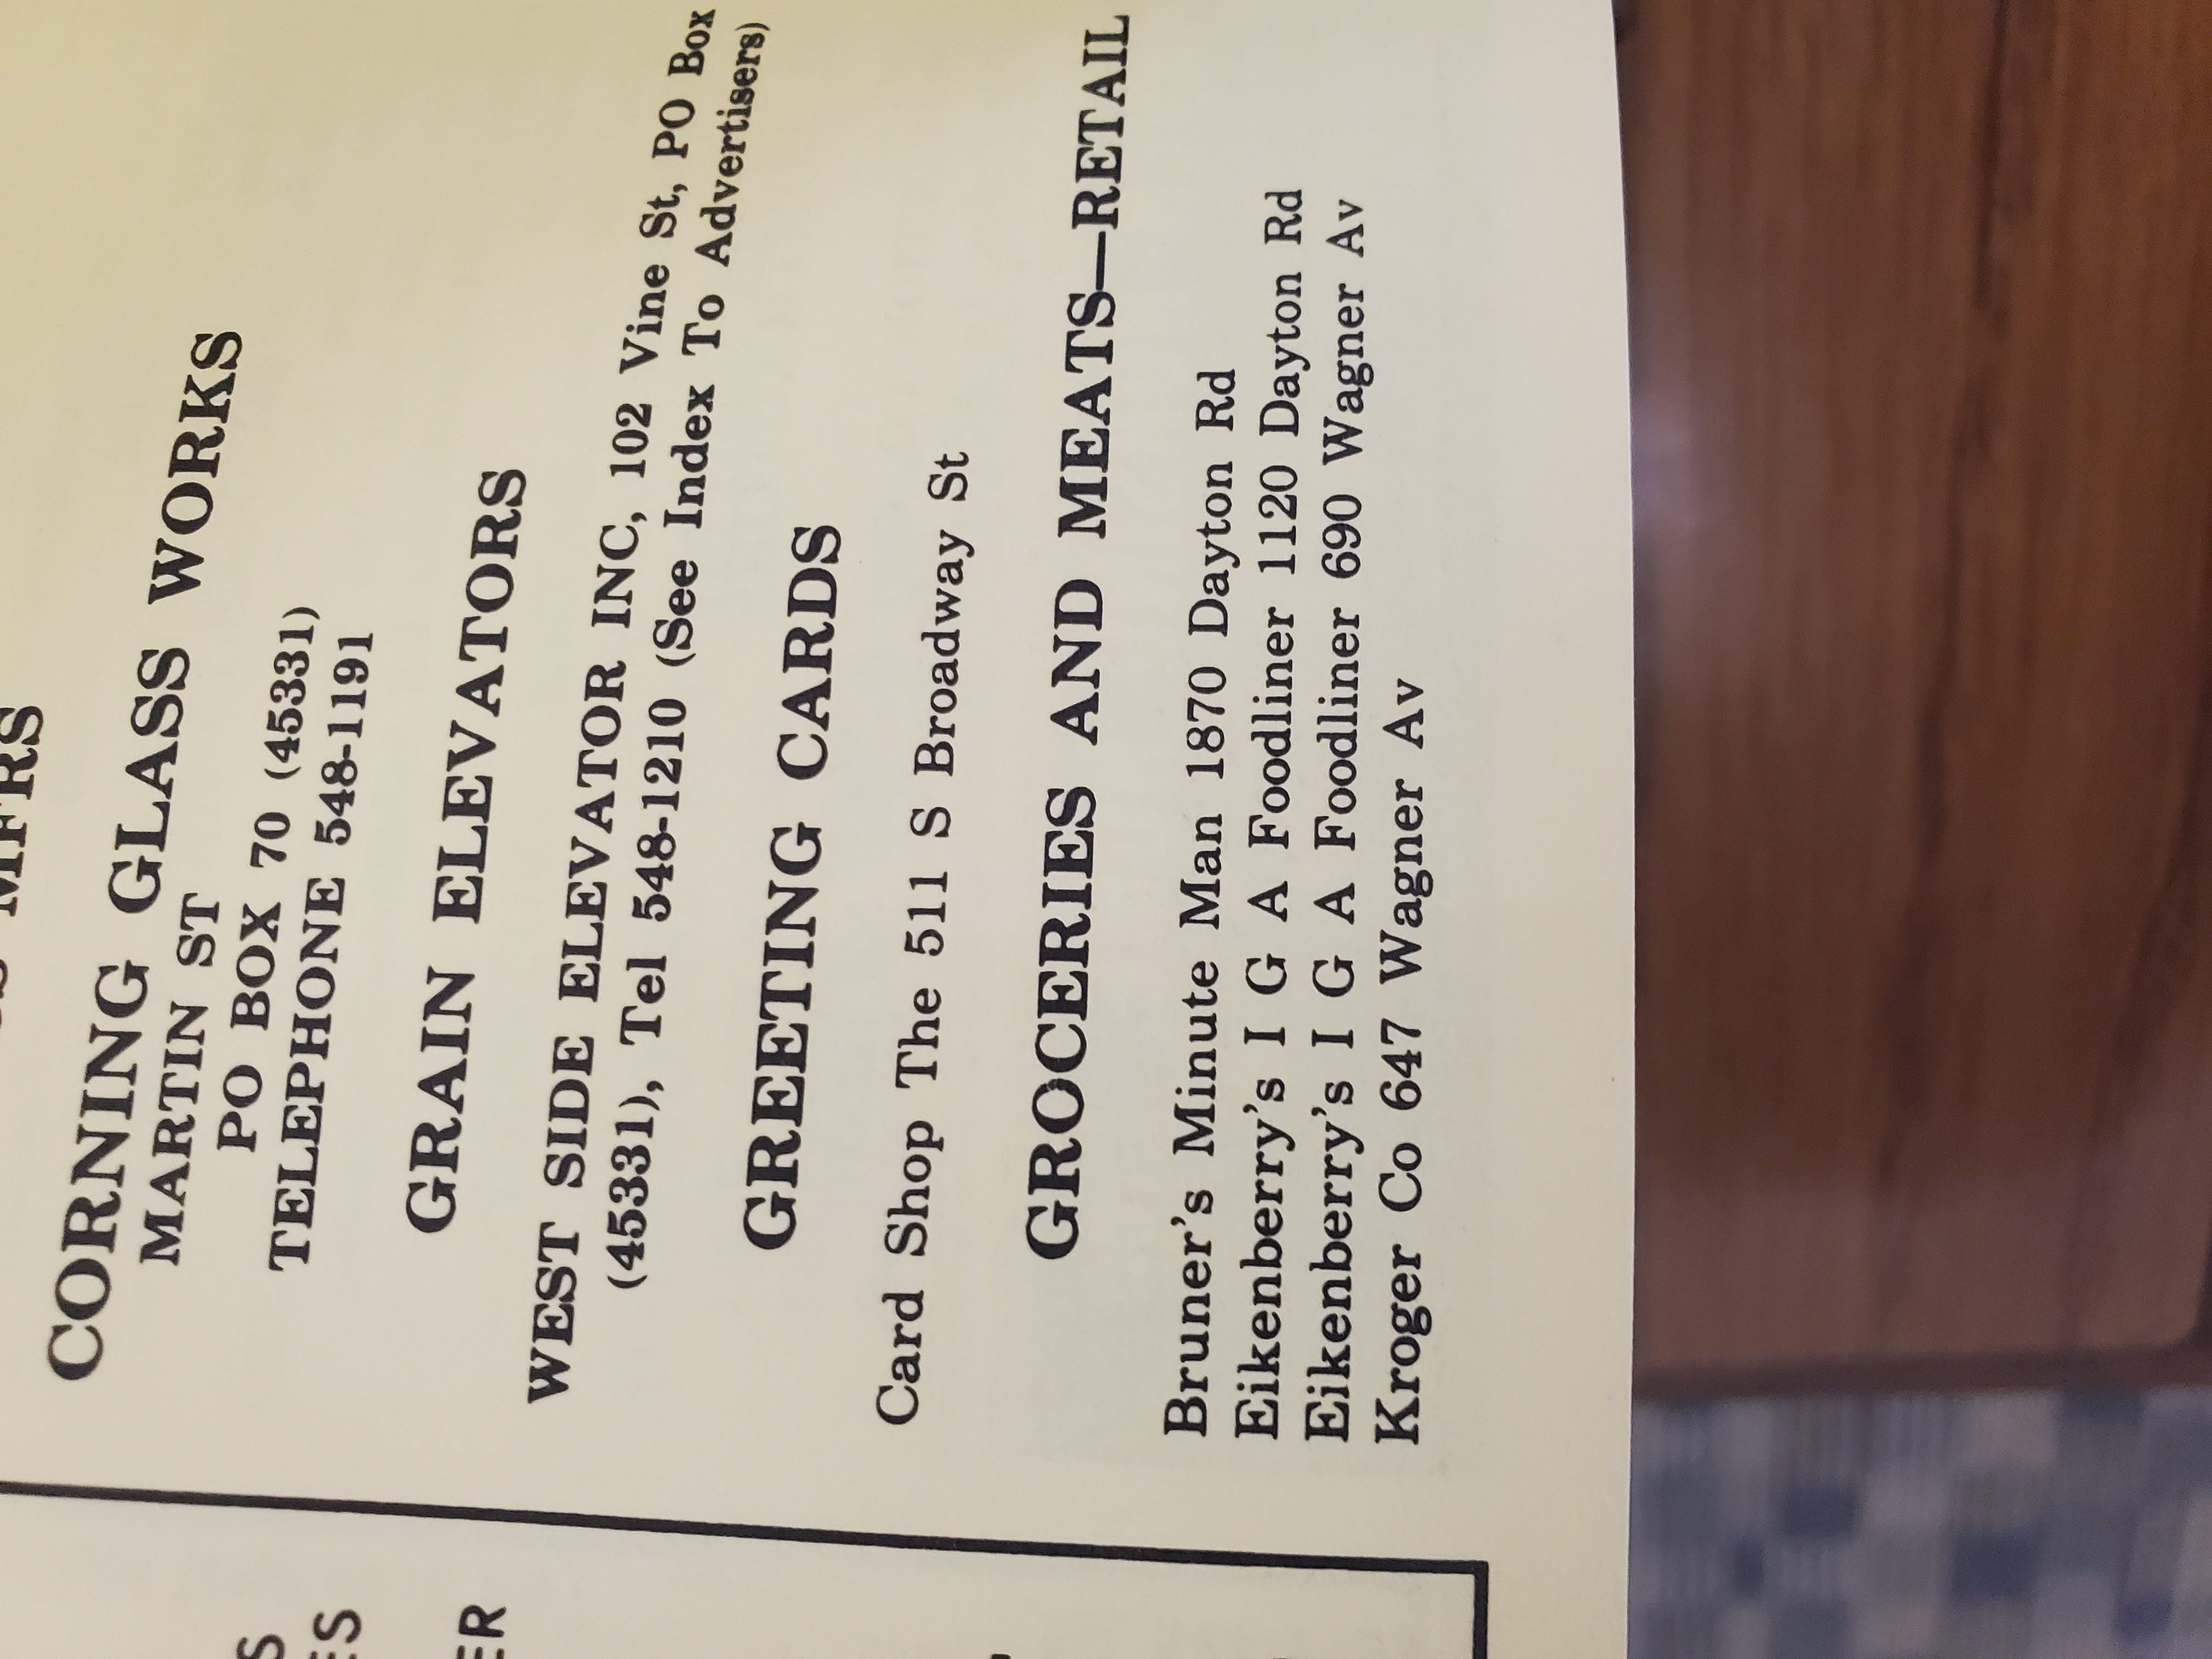 MFRS
CORNING GLASS WORKS
MARTIN ST
PO BOX 70 (45331)
TELEPHONE 548-1191
GRAIN ELEVATORS
WEST SIDE ELEVATOR INC, 102 Vine St, PO Box
(45331), Tel 548-1210 (See Index To Advertisers)
GREETING CARDS
Card Shop The 511 S Broadway St
GROCERIES AND MEATS—RETAIL
Bruner's Minute Man 1870 Dayton Rd
Eikenberry's I G A Foodliner 1120 Dayton Rd
Eikenberry's I G A Foodliner 690 Wagner Av
Kroger Co 647 Wagner Av